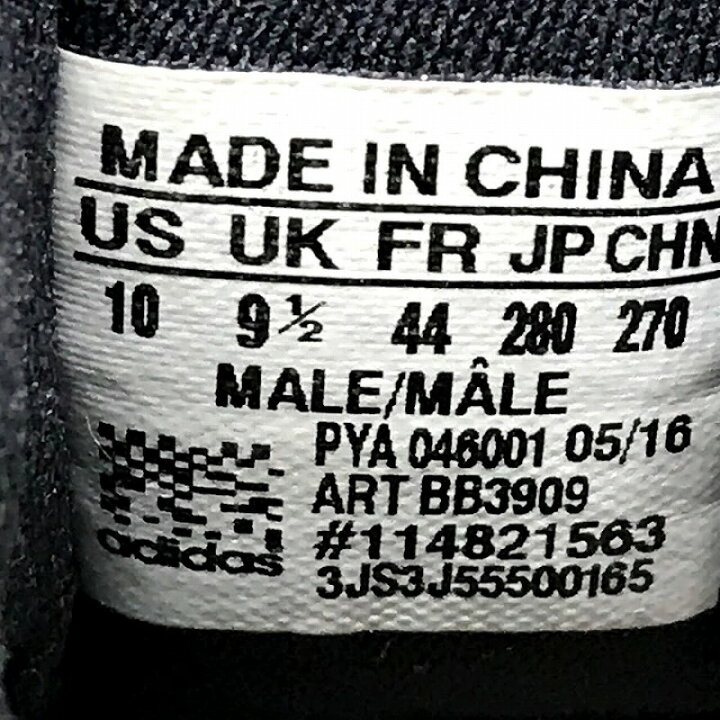 MADE IN CHINA
US UK FR JP CHN
10 9½ 44 280 270
MALE/MÂLE
PYA 046001 05/16
ART BB3909
#114821563
adidas
3JS3J55500165